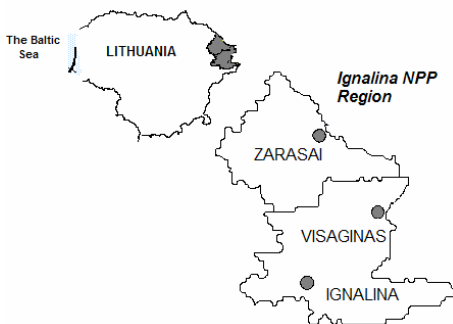 The Baltic
Sea
LITHUANIA
Ignalina NPP
Region
ZARASAI
VISAGINAS
IGNALINA